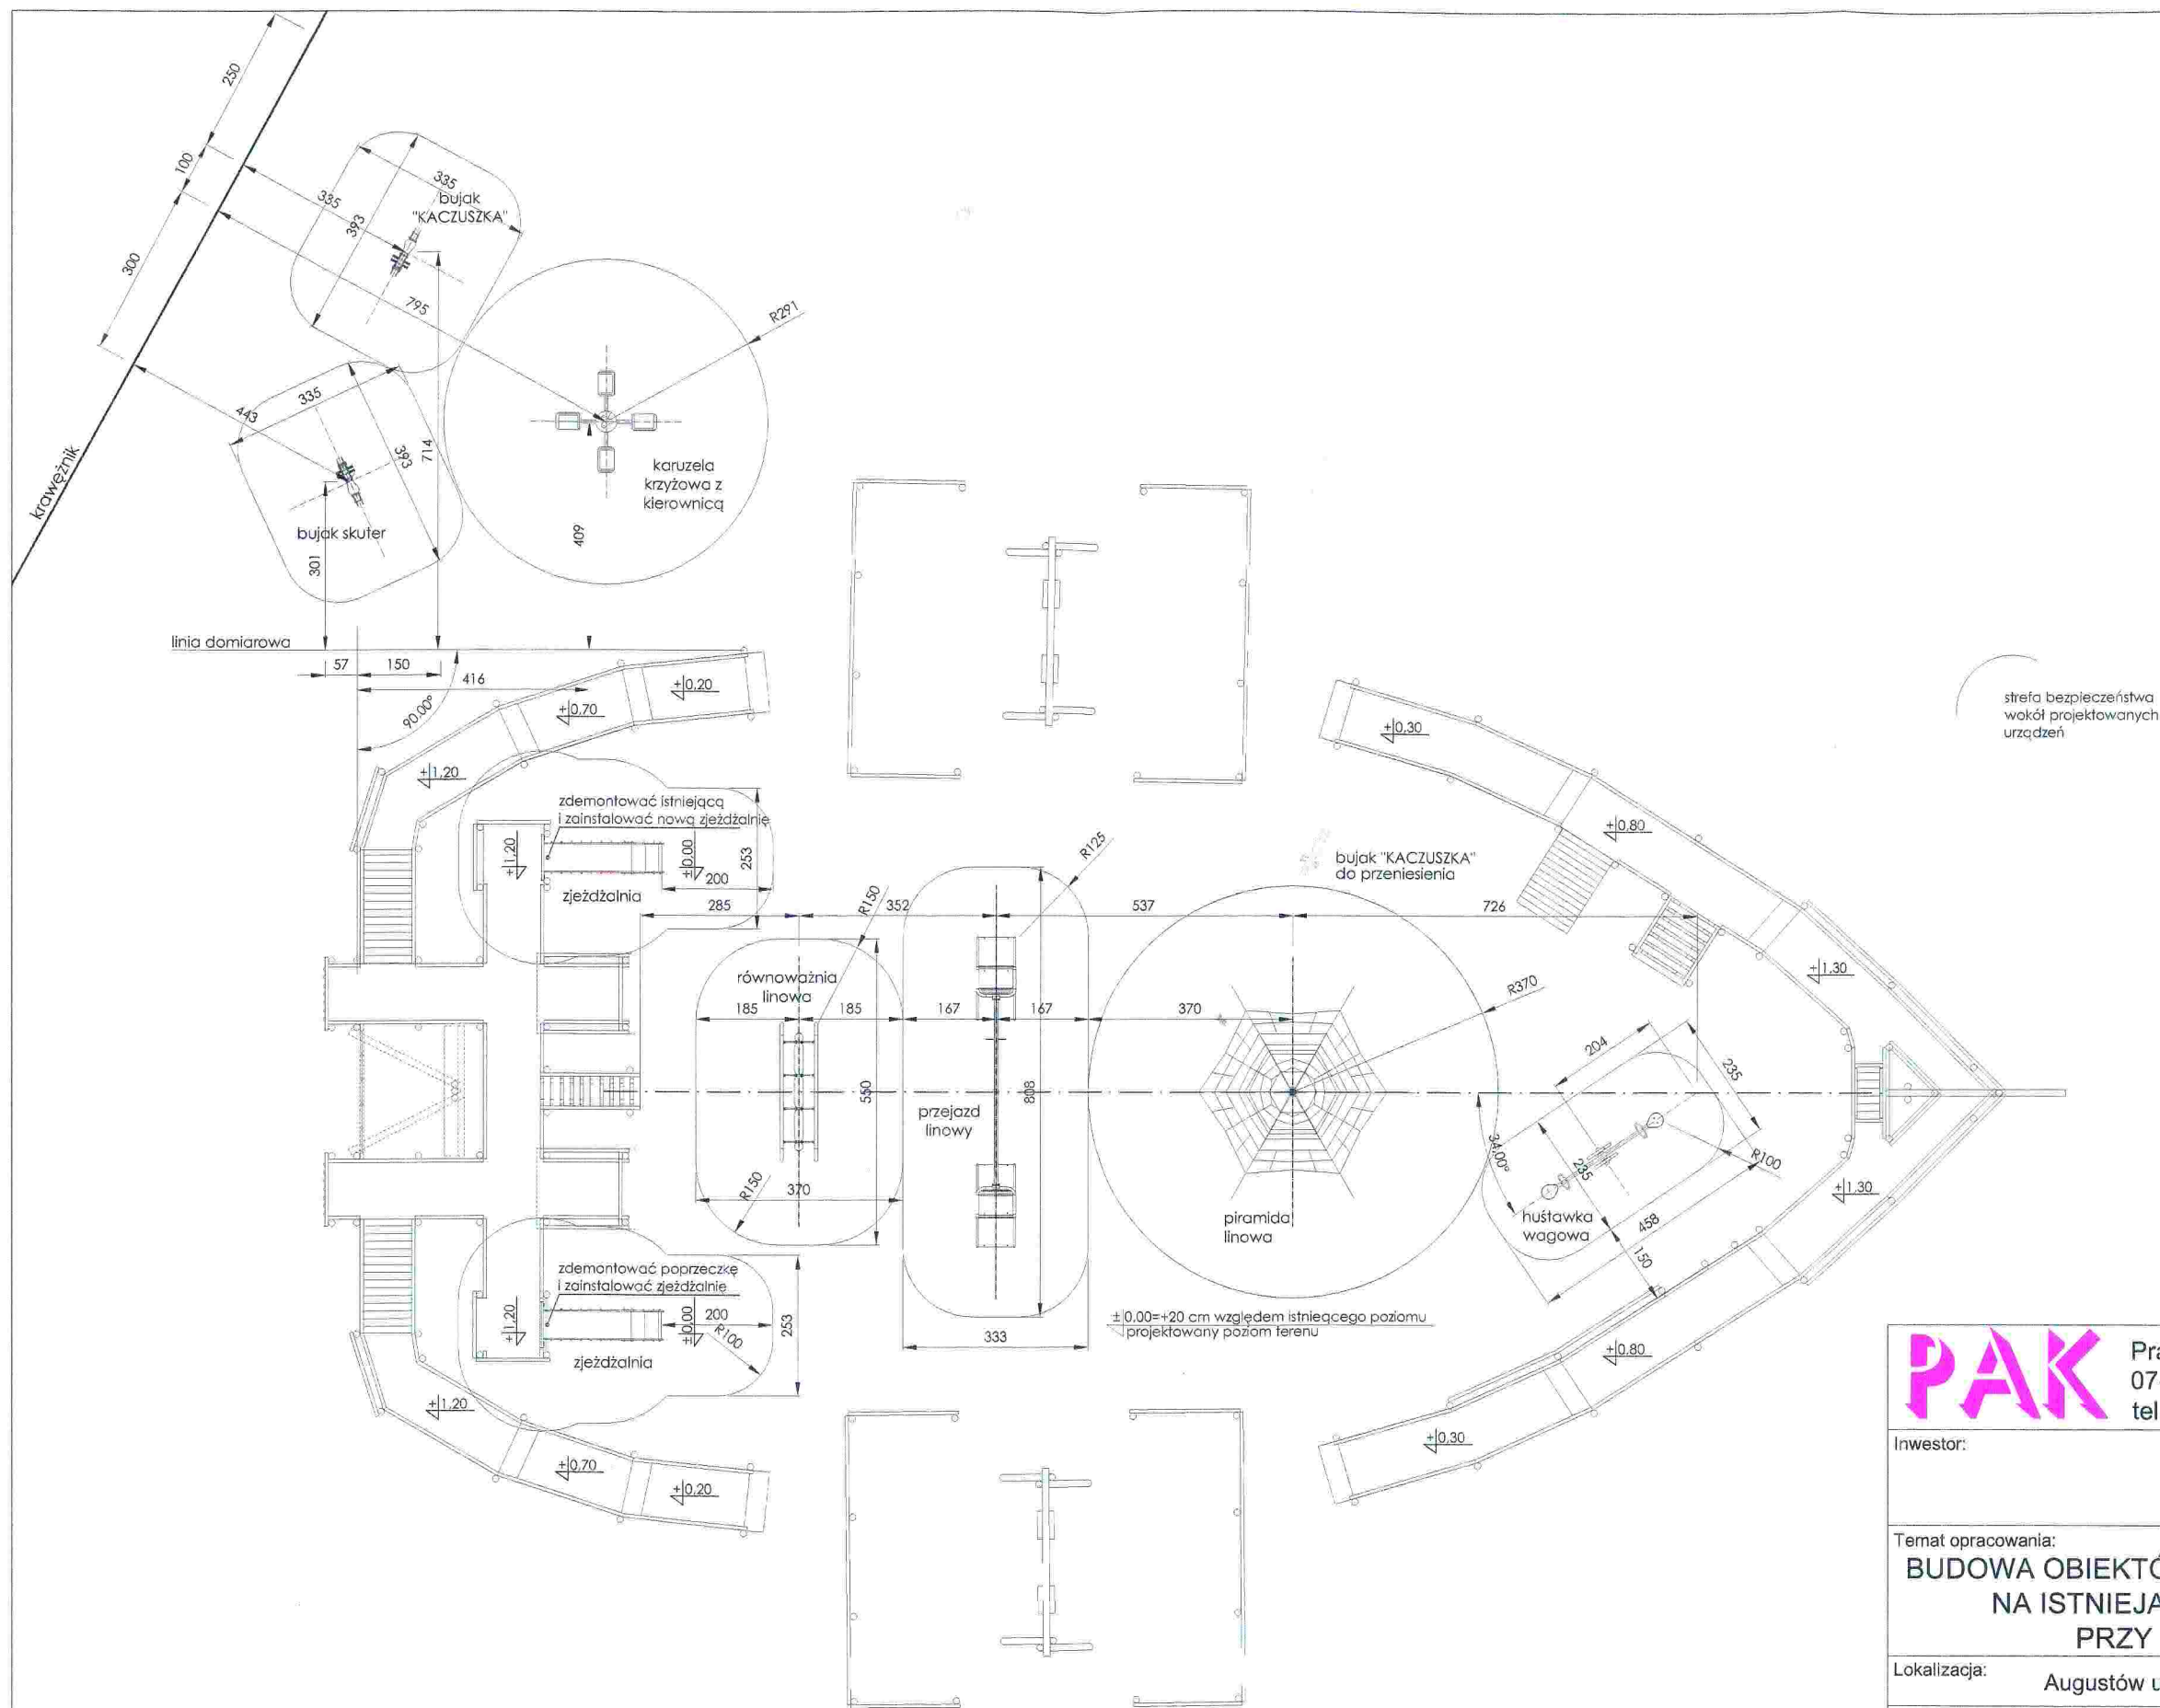 250
100
300
335
335
bujak
"KACZUSZKA"
393
795
R291
443
335
393
714
krawężnik
bujak skuter
301
karuzela
krzyżowa z
kierownicą
409
linia domiarowa
57
150
416
90.00°
+0,20
+0,70
+1,20
zdemontować istniejącą
i zainstalować nową zjeżdżalnię
+1,20
±0,00
253
200
zjeżdżalnia
285
352
537
726
R150
R125
bujak "KACZUSZKA"
do przeniesienia
+0,30
+0,80
+1,30
strefa bezpieczeństwa
wokół projektowanych
urządzeń
równoważnia
linowa
185
185
167
167
370
R370
204
235
550
808
przejazd
linowy
34,00°
235
R100
+1,30
R150
370
piramida
linowa
huśtawka
wagowa
458
150
zdemontować poprzeczkę
i zainstalować zjeżdżalnię
+1,20
±0,00
200
R100
253
zjeżdżalnia
333
±0.00=+20 cm względem istnieącego poziomu
projektowany poziom terenu
+0,80
+0,30
+1,20
+0,70
+0,20
PAK
Pra
07-
tel
Inwestor:
Temat opracowania:
BUDOWA OBIEKTÓ
NA ISTNIEJĄ
PRZY
Lokalizacja:
Augustów u